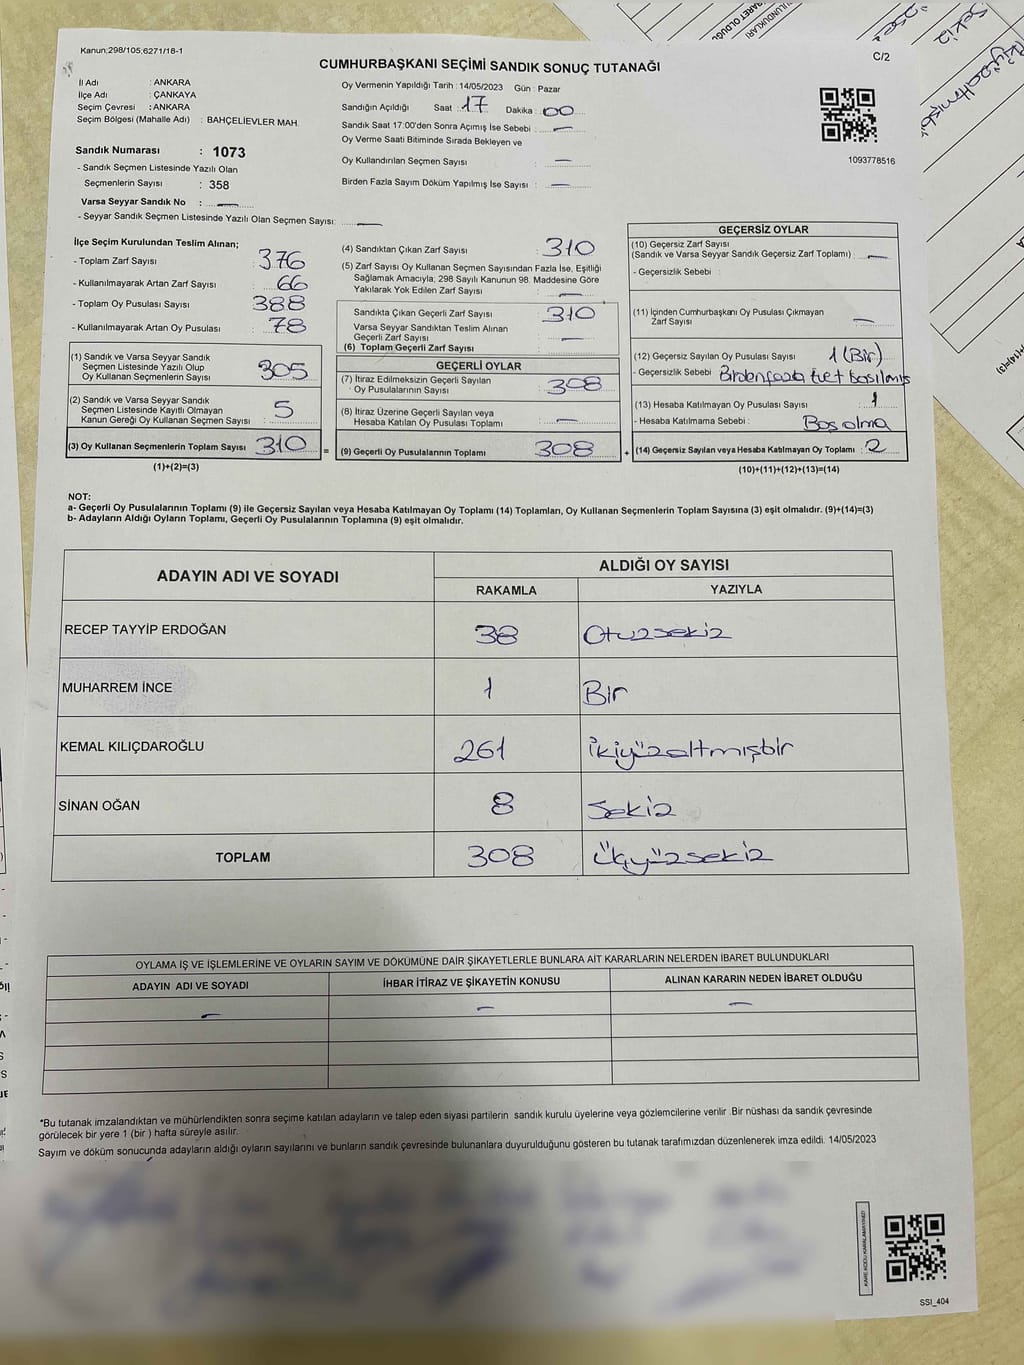 Kanun;298/105;6271/18-1
CUMHURBAŞKANI SEÇİMİ SANDIK SONUÇ TUTANAĞI
C/2
İl Adı : ANKARA
İlçe Adı : ÇANKAYA
Seçim Çevresi : ANKARA
Seçim Bölgesi (Mahalle Adı) : BAHÇELİEVLER MAH.
Sandık Numarası : 1073
- Sandık Seçmen Listesinde Yazılı Olan
Seçmenlerin Sayısı : 358
Varsa Seyyar Sandık No : —
- Seyyar Sandık Seçmen Listesinde Yazılı Olan Seçmen Sayısı: —
Oy Vermenin Yapıldığı Tarih : 14/05/2023 Gün : Pazar
Sandığın Açıldığı Saat : 17 Dakika : 00
Sandık Saat 17:00'den Sonra Açımış İse Sebebi : —
Oy Verme Saati Bitiminde Sırada Bekleyen ve
Oy Kullandırılan Seçmen Sayısı : —
Birden Fazla Sayım Döküm Yapılmış İse Sayısı : —
1093778516
İlçe Seçim Kurulundan Teslim Alınan;
- Toplam Zarf Sayısı : 376
- Kullanılmayarak Artan Zarf Sayısı : 66
- Toplam Oy Pusulası Sayısı : 388
- Kullanılmayarak Artan Oy Pusulası : 78
(1) Sandık ve Varsa Seyyar Sandık
Seçmen Listesinde Yazılı Olup
Oy Kullanan Seçmenlerin Sayısı : 305
(2) Sandık ve Varsa Seyyar Sandık
Seçmen Listesinde Kayıtlı Olmayan
Kanun Gereği Oy Kullanan Seçmen Sayısı : 5
(3) Oy Kullanan Seçmenlerin Toplam Sayısı : 310
(1)+(2)=(3)
(4) Sandıktan Çıkan Zarf Sayısı : 310
(5) Zarf Sayısı Oy Kullanan Seçmen Sayısından Fazla İse, Eşitliği
Sağlamak Amacıyla, 298 Sayılı Kanunun 98. Maddesine Göre
Yakılarak Yok Edilen Zarf Sayısı : —
Sandıkta Çıkan Geçerli Zarf Sayısı : 310
Varsa Seyyar Sandıktan Teslim Alınan
Geçerli Zarf Sayısı : —
(6) Toplam Geçerli Zarf Sayısı
GEÇERLİ OYLAR
(7) İtiraz Edilmeksizin Geçerli Sayılan
Oy Pusulalarının Sayısı : 308
(8) İtiraz Üzerine Geçerli Sayılan veya
Hesaba Katılan Oy Pusulası Toplamı : —
= (9) Geçerli Oy Pusulalarının Toplamı : 308 +
GEÇERSİZ OYLAR
(10) Geçersiz Zarf Sayısı
(Sandık ve Varsa Seyyar Sandık Geçersiz Zarf Toplamı) : —
- Geçersizlik Sebebi :
(11) İçinden Cumhurbaşkanı Oy Pusulası Çıkmayan
Zarf Sayısı : —
(12) Geçersiz Sayılan Oy Pusulası Sayısı : 1 (Bir)
- Geçersizlik Sebebi : Birden fazla evet basılmış
(13) Hesaba Katılmayan Oy Pusulası Sayısı : 1
- Hesaba Katılmama Sebebi : Boş olma
(14) Geçersiz Sayılan veya Hesaba Katılmayan Oy Toplamı : 2
(10)+(11)+(12)+(13)=(14)
NOT:
a- Geçerli Oy Pusulalarının Toplamı (9) ile Geçersiz Sayılan veya Hesaba Katılmayan Oy Toplamı (14) Toplamları, Oy Kullanan Seçmenlerin Toplam Sayısına (3) eşit olmalıdır. (9)+(14)=(3)
b- Adayların Aldığı Oyların Toplamı, Geçerli Oy Pusulalarının Toplamına (9) eşit olmalıdır.
ADAYIN ADI VE SOYADI
ALDIĞI OY SAYISI
RAKAMLA YAZIYLA
RECEP TAYYİP ERDOĞAN 38 Otuzsekiz
MUHARREM İNCE 1 Bir
KEMAL KILIÇDAROĞLU 261 İkiyüzaltmışbir
SİNAN OĞAN 8 Sekiz
TOPLAM 308 Üçyüzsekiz
OYLAMA İŞ VE İŞLEMLERİNE VE OYLARIN SAYIM VE DÖKÜMÜNE DAİR ŞİKAYETLERLE BUNLARA AİT KARARLARIN NELERDEN İBARET BULUNDUKLARI
ADAYIN ADI VE SOYADI İHBAR İTİRAZ VE ŞİKAYETİN KONUSU ALINAN KARARIN NEDEN İBARET OLDUĞU
— — —
*Bu tutanak imzalandıktan ve mühürlendikten sonra seçime katılan adayların ve talep eden siyasi partilerin sandık kurulu üyelerine veya gözlemcilerine verilir .Bir nüshası da sandık çevresinde
görülecek bir yere 1 (bir ) hafta süreyle asılır.
Sayım ve döküm sonucunda adayların aldığı oyların sayılarını ve bunların sandık çevresinde bulunanlara duyurulduğunu gösteren bu tutanak tarafımızdan düzenlenerek imza edildi. 14/05/2023
KARE KODU KARALAMAYINIZ!
SSI_404